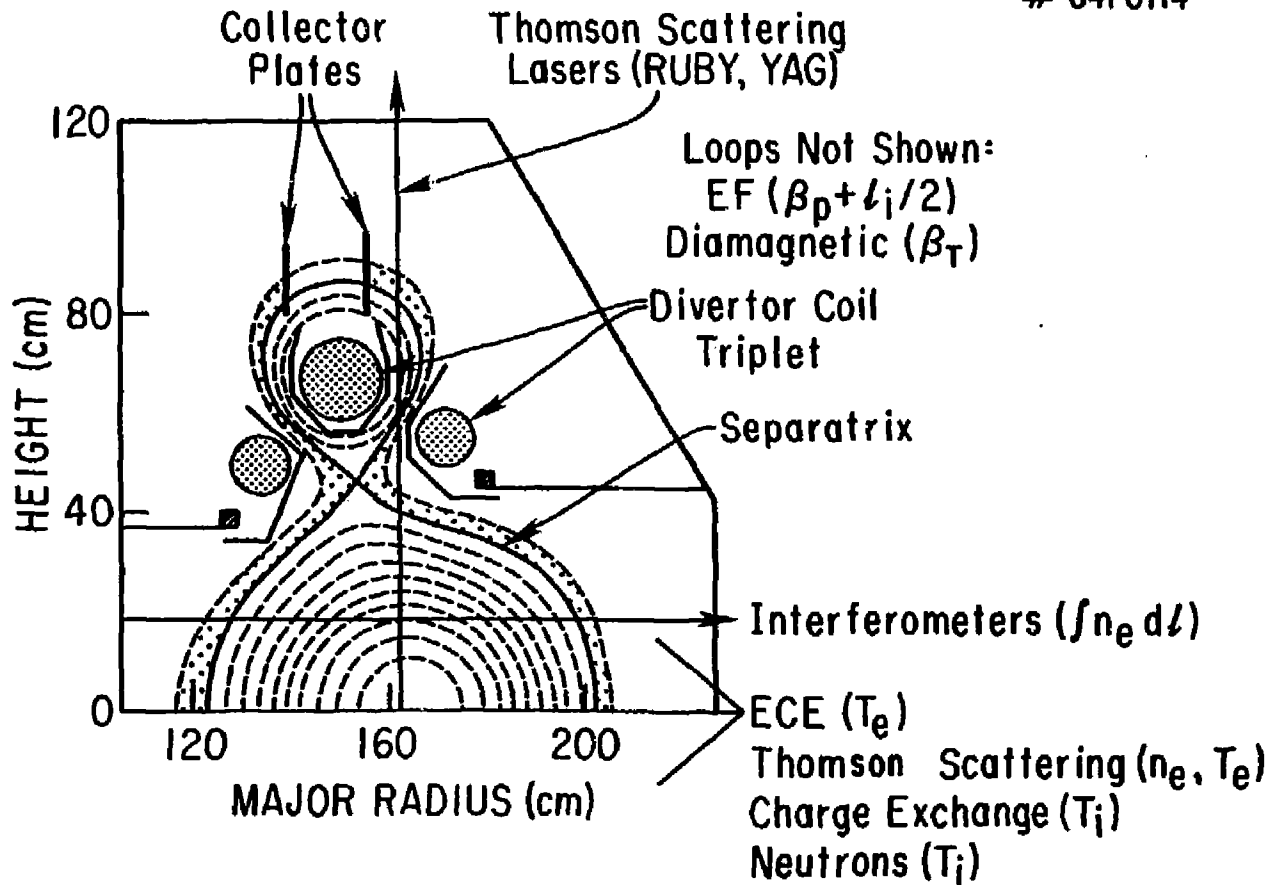 Collector
Plates
Thomson Scattering
Lasers (RUBY, YAG)
Loops Not Shown:
EF (βp+ℓi/2)
Diamagnetic (βT)
Divertor Coil
Triplet
Separatrix
Interferometers (∫ne dℓ)
ECE (Te)
Thomson Scattering (ne, Te)
Charge Exchange (Ti)
Neutrons (Ti)
HEIGHT (cm)
120
80
40
0
120
160
200
MAJOR RADIUS (cm)